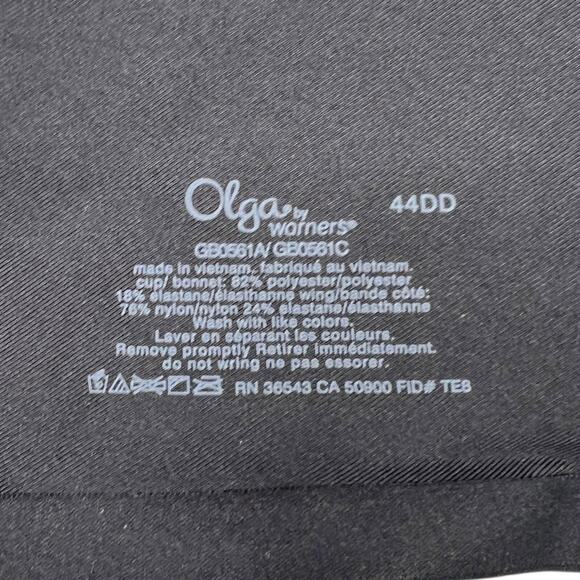 Olga® by warners® 44DD
GB0561A/ GB0561C
made in vietnam. fabriqué au vietnam.
cup/ bonnet: 82% polyester/polyester
18% elastane/élasthanne wing/bande côté:
76% nylon/nylon 24% elastane/élasthanne
Wash with like colors.
Laver en séparant les couleurs.
Remove promptly Retirer immédiatement.
do not wring ne pas essorer.
RN 36543 CA 50900 FID# TE8